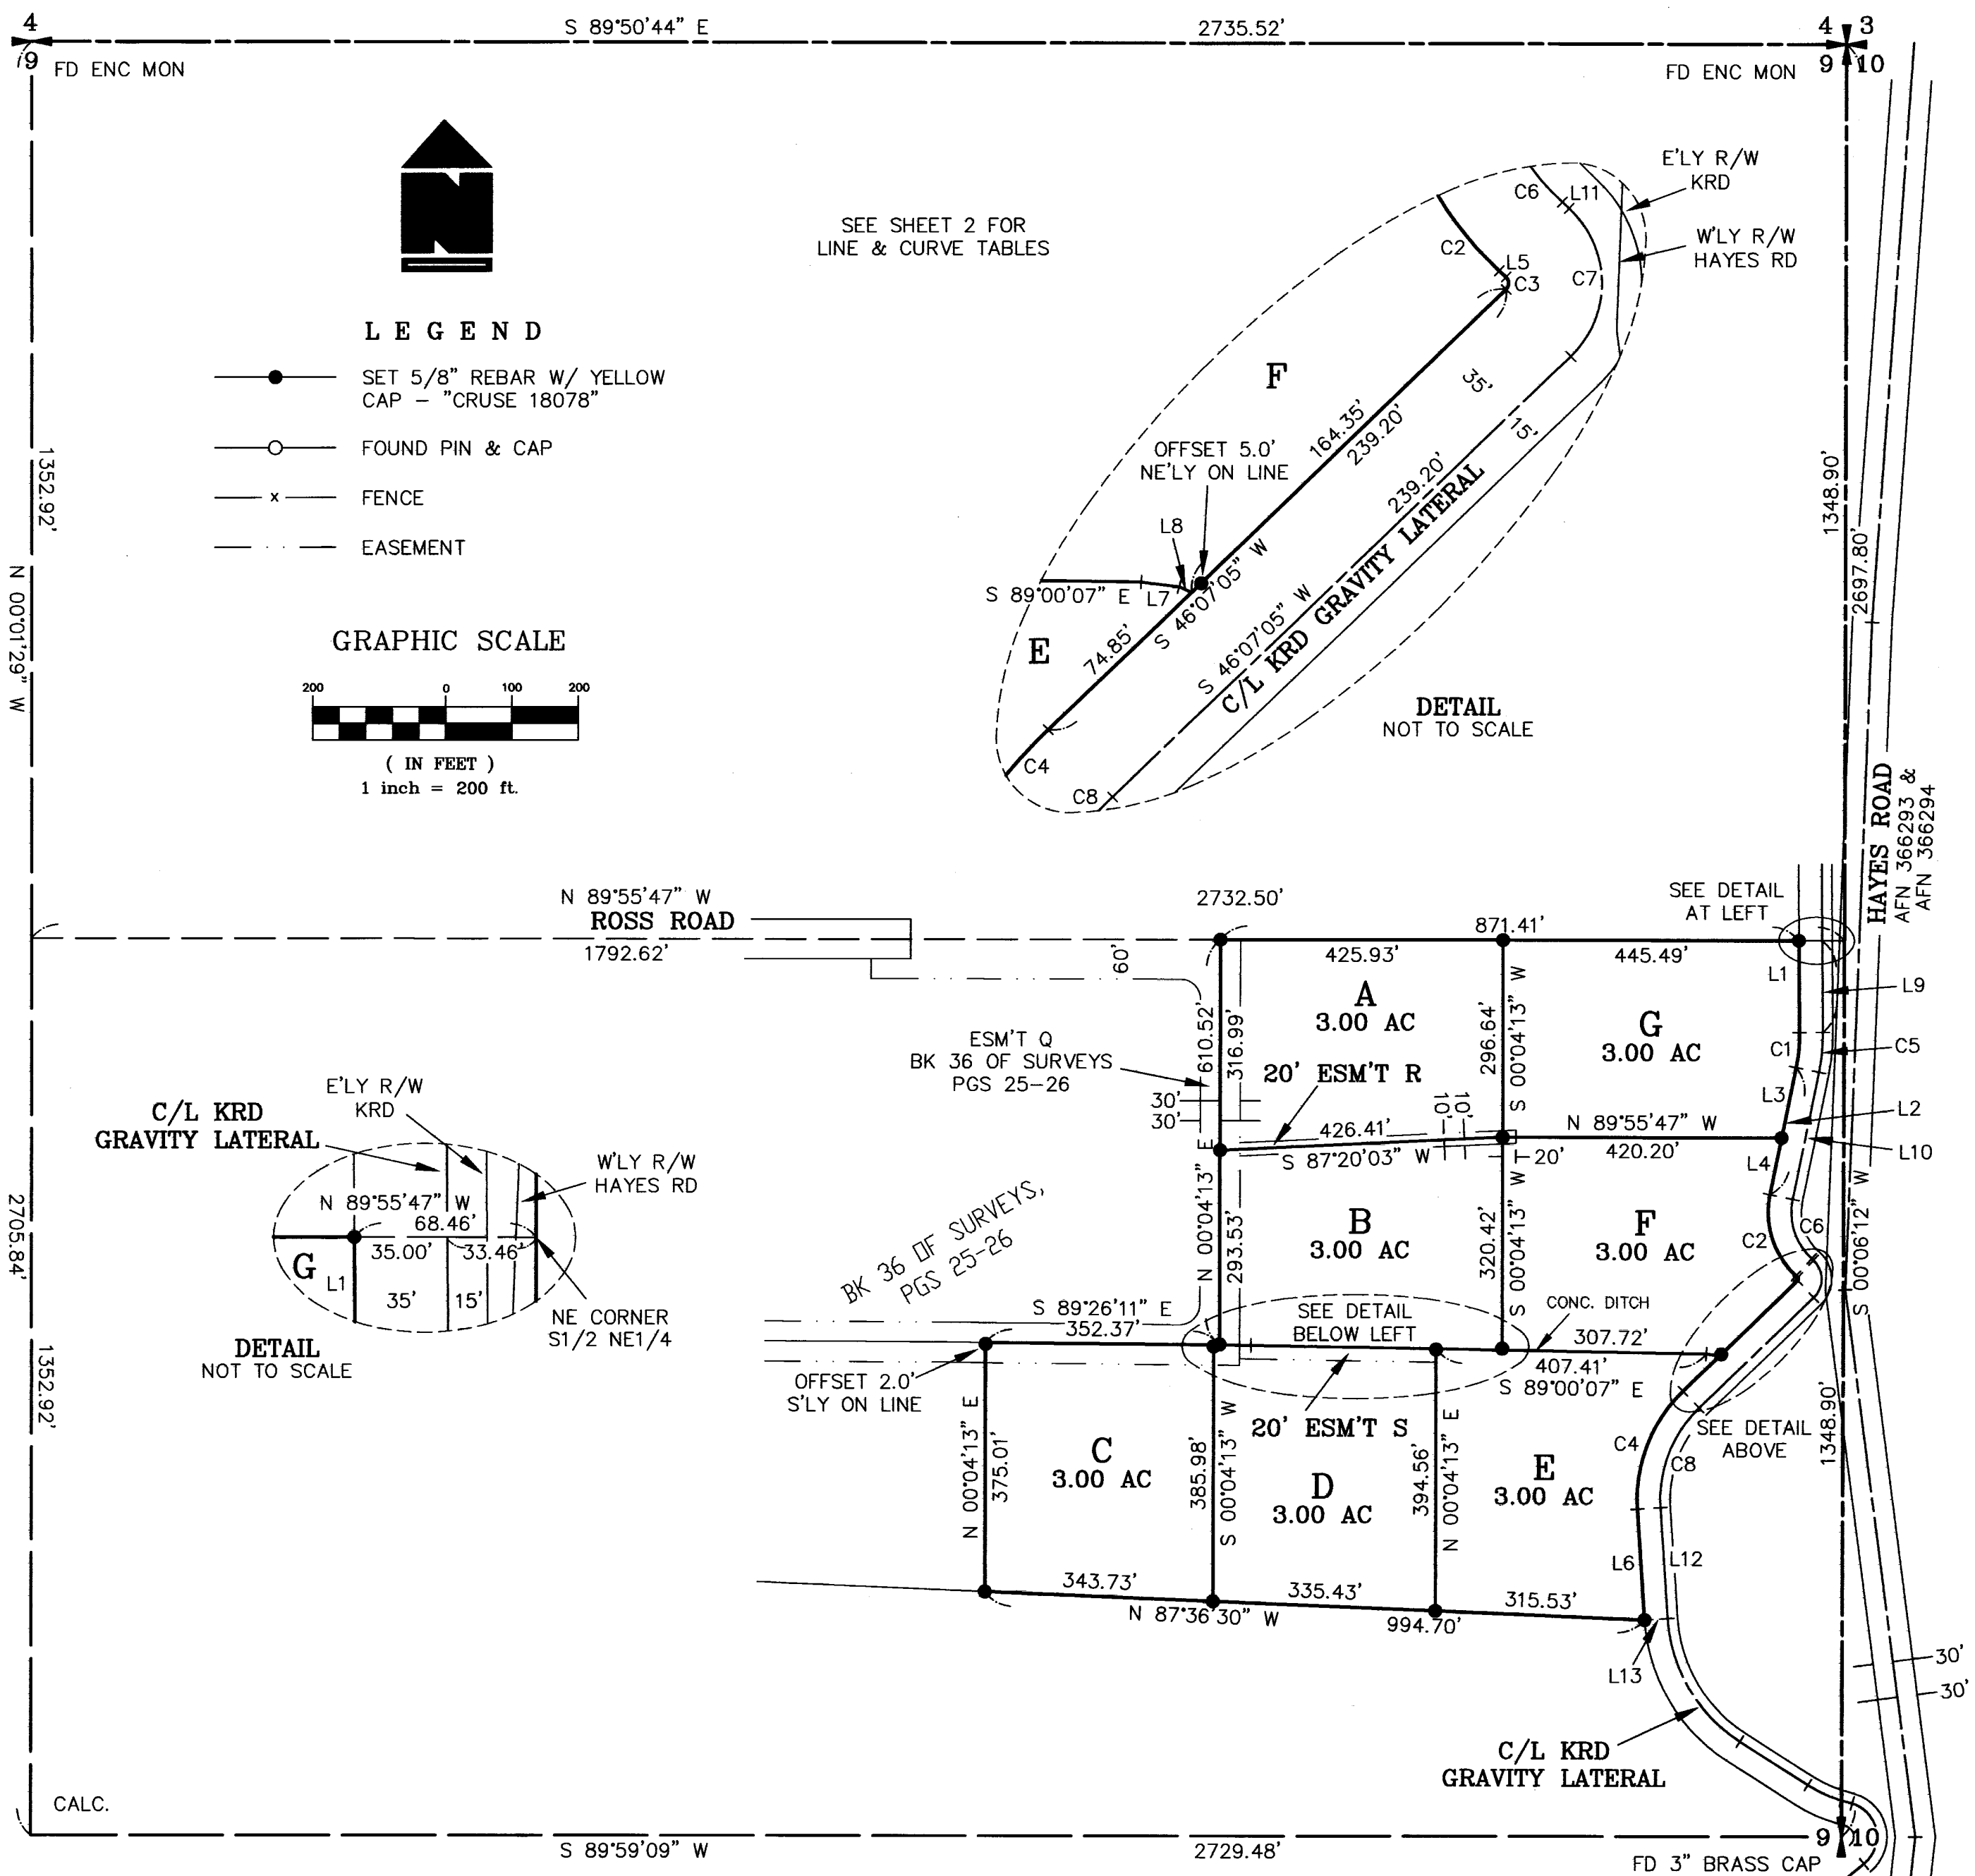 S 89°50'44" E
2735.52'
4
9
FD ENC MON
4 3
9 10
FD ENC MON
N
SEE SHEET 2 FOR
LINE & CURVE TABLES
L E G E N D
SET 5/8" REBAR W/ YELLOW
CAP - "CRUSE 18078"
FOUND PIN & CAP
x
FENCE
EASEMENT
GRAPHIC SCALE
200 0 100 200
( IN FEET )
1 inch = 200 ft.
1352.92'
N 00°01'29" W
2705.84'
1352.92'
E'LY R/W
KRD
W'LY R/W
HAYES RD
C6
L11
C2
L5
C3
C7
F
35'
15'
164.35'
239.20'
OFFSET 5.0'
NE'LY ON LINE
L8
239.20'
S 89°00'07" E
L7
S 46°07'05" W
E
74.85'
S 46°07'05" W
C/L KRD GRAVITY LATERAL
C4
C8
DETAIL
NOT TO SCALE
1348.90'
2697.80'
HAYES ROAD
AFN 366293 &
AFN 366294
N 89°55'47" W
ROSS ROAD
1792.62'
2732.50'
871.41'
SEE DETAIL
AT LEFT
60'
425.93'
445.49'
L1
L9
A
3.00 AC
G
3.00 AC
610.52'
316.99'
296.64'
S 00°04'13" W
ESM'T Q
BK 36 OF SURVEYS
PGS 25-26
20' ESM'T R
30'
30'
10'
10'
C1
C5
L3
L2
L10
426.41'
S 87°20'03" W
N 89°55'47" W
420.20'
20'
L4
N 00°04'13" E
293.53'
B
3.00 AC
320.42'
S 00°04'13" W
F
3.00 AC
C2
C6
S 00°06'12" W
C/L KRD
GRAVITY LATERAL
E'LY R/W
KRD
W'LY R/W
HAYES RD
N 89°55'47" W
68.46'
35.00'
33.46'
G
L1
35'
15'
NE CORNER
S1/2 NE1/4
DETAIL
NOT TO SCALE
BK 36 OF SURVEYS,
PGS 25-26
S 89°26'11" E
352.37'
SEE DETAIL
BELOW LEFT
CONC. DITCH
307.72'
407.41'
S 89°00'07" E
OFFSET 2.0'
S'LY ON LINE
20' ESM'T S
SEE DETAIL
ABOVE
1348.90'
N 00°04'13" E
375.01'
C
3.00 AC
385.98'
S 00°04'13" W
D
3.00 AC
394.56'
N 00°04'13" E
E
3.00 AC
C4
C8
L6
L12
343.73'
335.43'
315.53'
N 87°36'30" W
994.70'
L13
30'
30'
C/L KRD
GRAVITY LATERAL
CALC.
S 89°59'09" W
2729.48'
9 10
FD 3" BRASS CAP